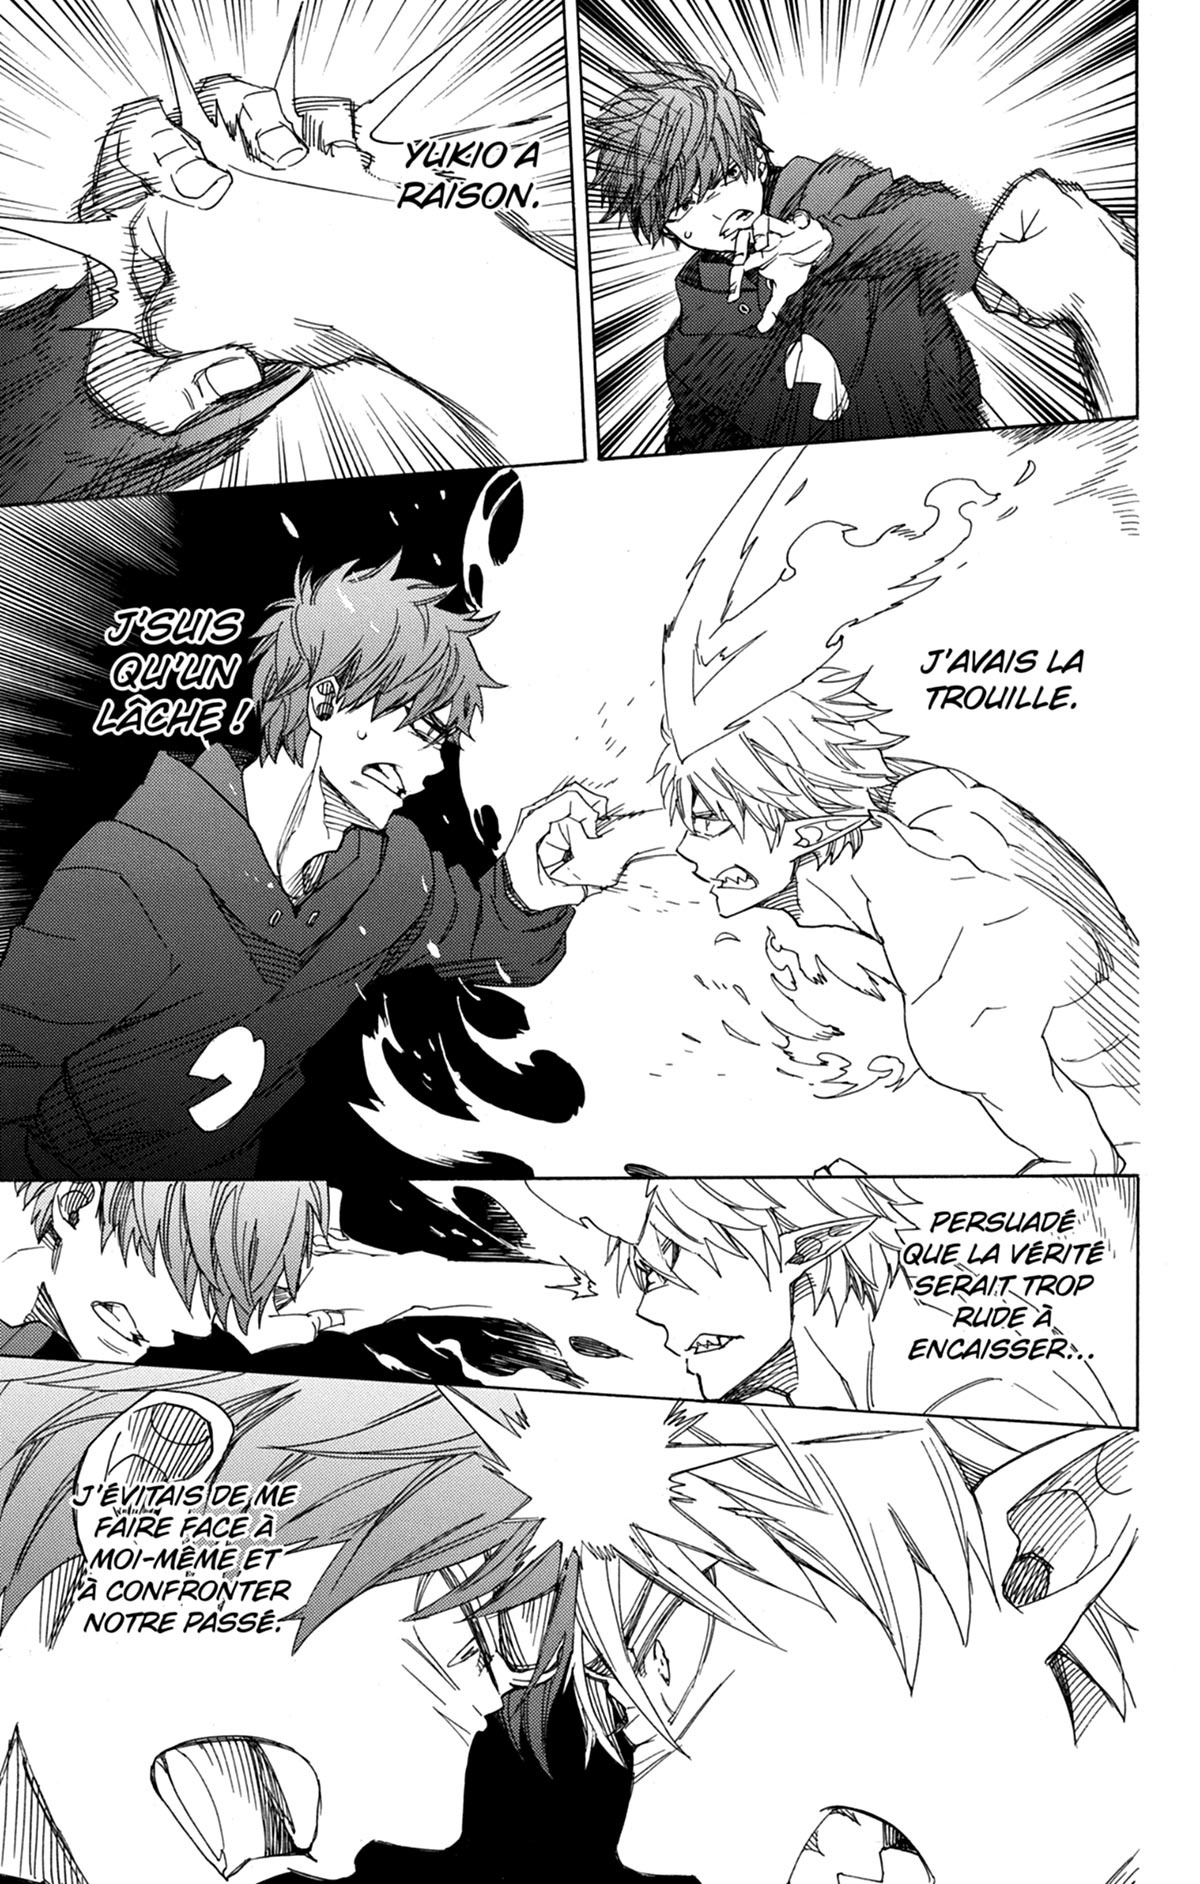 YUKIO A
RAISON.
J'AVAIS LA
TROUILLE.
J'SUIS
QU'UN
LÂCHE !
PERSUADÉ
QUE LA VÉRITÉ
SERAIT TROP
RUDE À
ENCAISSER...
J'ÉVITAIS DE ME
FAIRE FACE À
MOI-MÊME ET
À CONFRONTER
NOTRE PASSÉ.